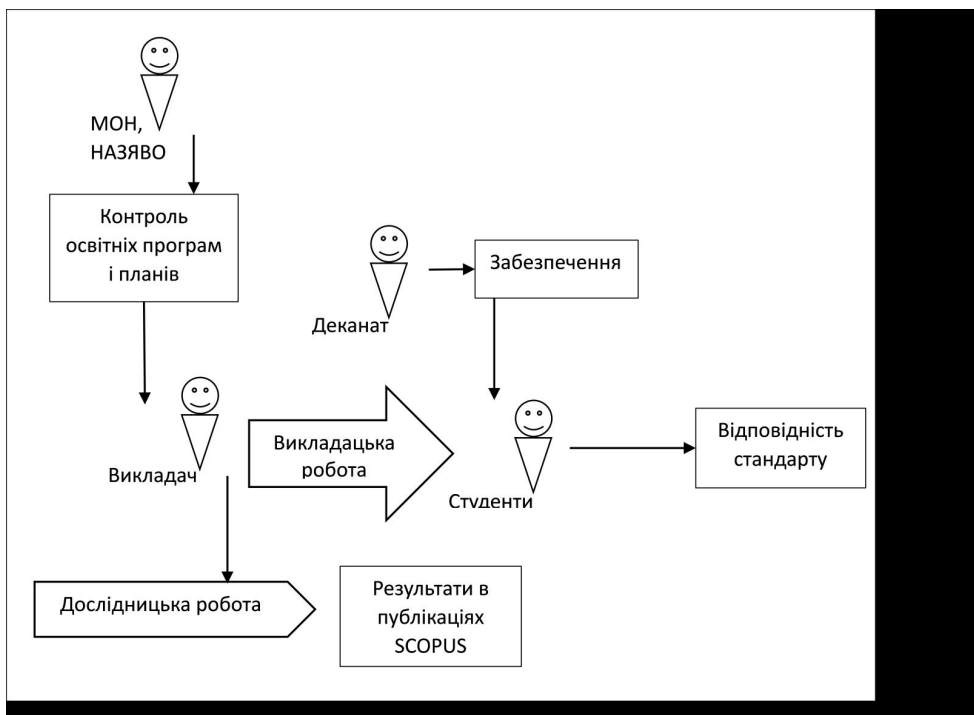 МОН,
НАЗЯВО
Контроль
освітніх програм
і планів
Деканат
Забезпечення
Викладач
Викладацька
робота
Студенти
Відповідність
стандарту
Дослідницька робота
Результати в
публікаціях
SCOPUS